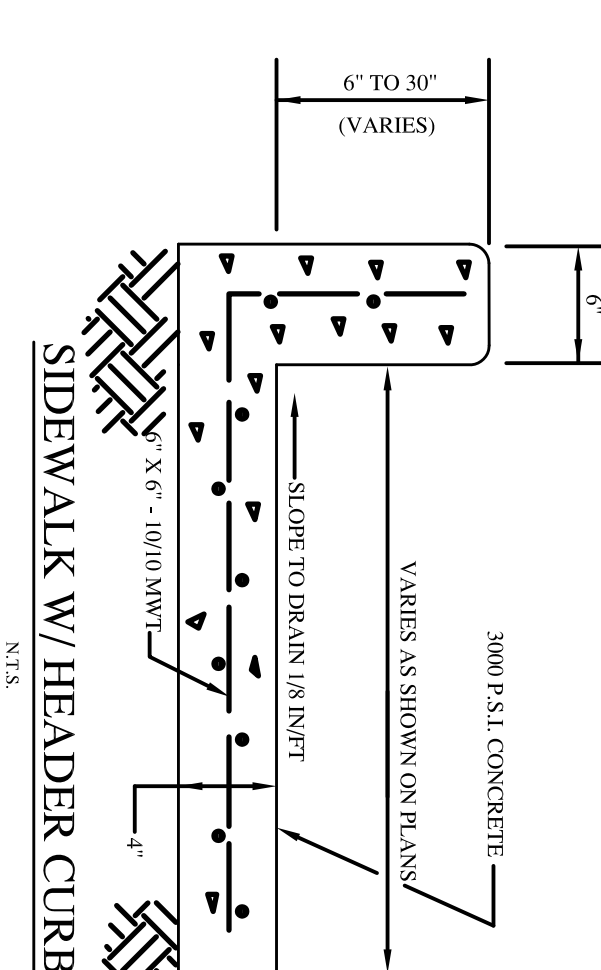 6" TO 30"
(VARIES)
6"
3000 P.S.I. CONCRETE
VARIES AS SHOWN ON PLANS
SLOPE TO DRAIN 1/8 IN/FT
6" X 6" - 10/10 MWT
4"
SIDEWALK W/ HEADER CURB
N.T.S.